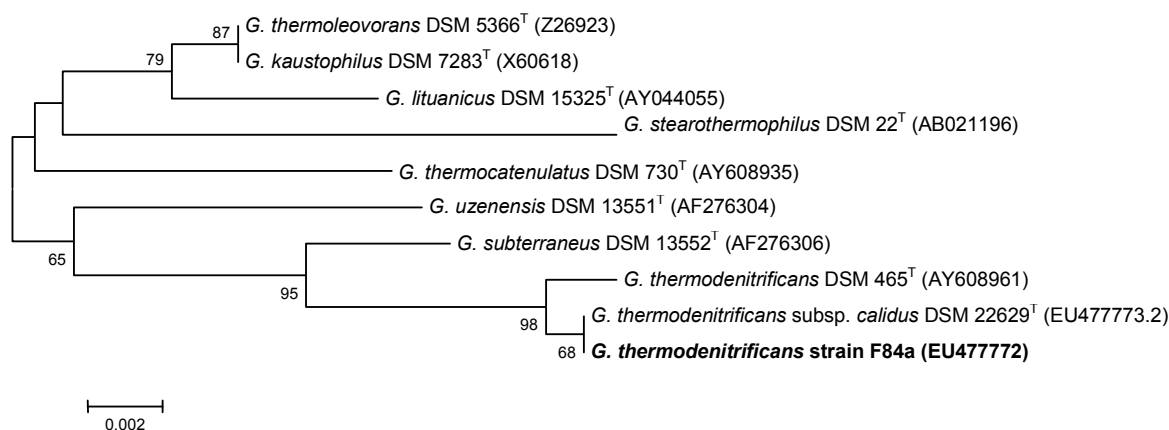 87
G. thermoleovorans DSM 5366ᵀ (Z26923)
79
G. kaustophilus DSM 7283ᵀ (X60618)
G. lituanicus DSM 15325ᵀ (AY044055)
G. stearothermophilus DSM 22ᵀ (AB021196)
G. thermocatenulatus DSM 730ᵀ (AY608935)
G. uzenensis DSM 13551ᵀ (AF276304)
65
G. subterraneus DSM 13552ᵀ (AF276306)
95
G. thermodenitrificans DSM 465ᵀ (AY608961)
98
G. thermodenitrificans subsp. calidus DSM 22629ᵀ (EU477773.2)
68
G. thermodenitrificans strain F84a (EU477772)
0.002